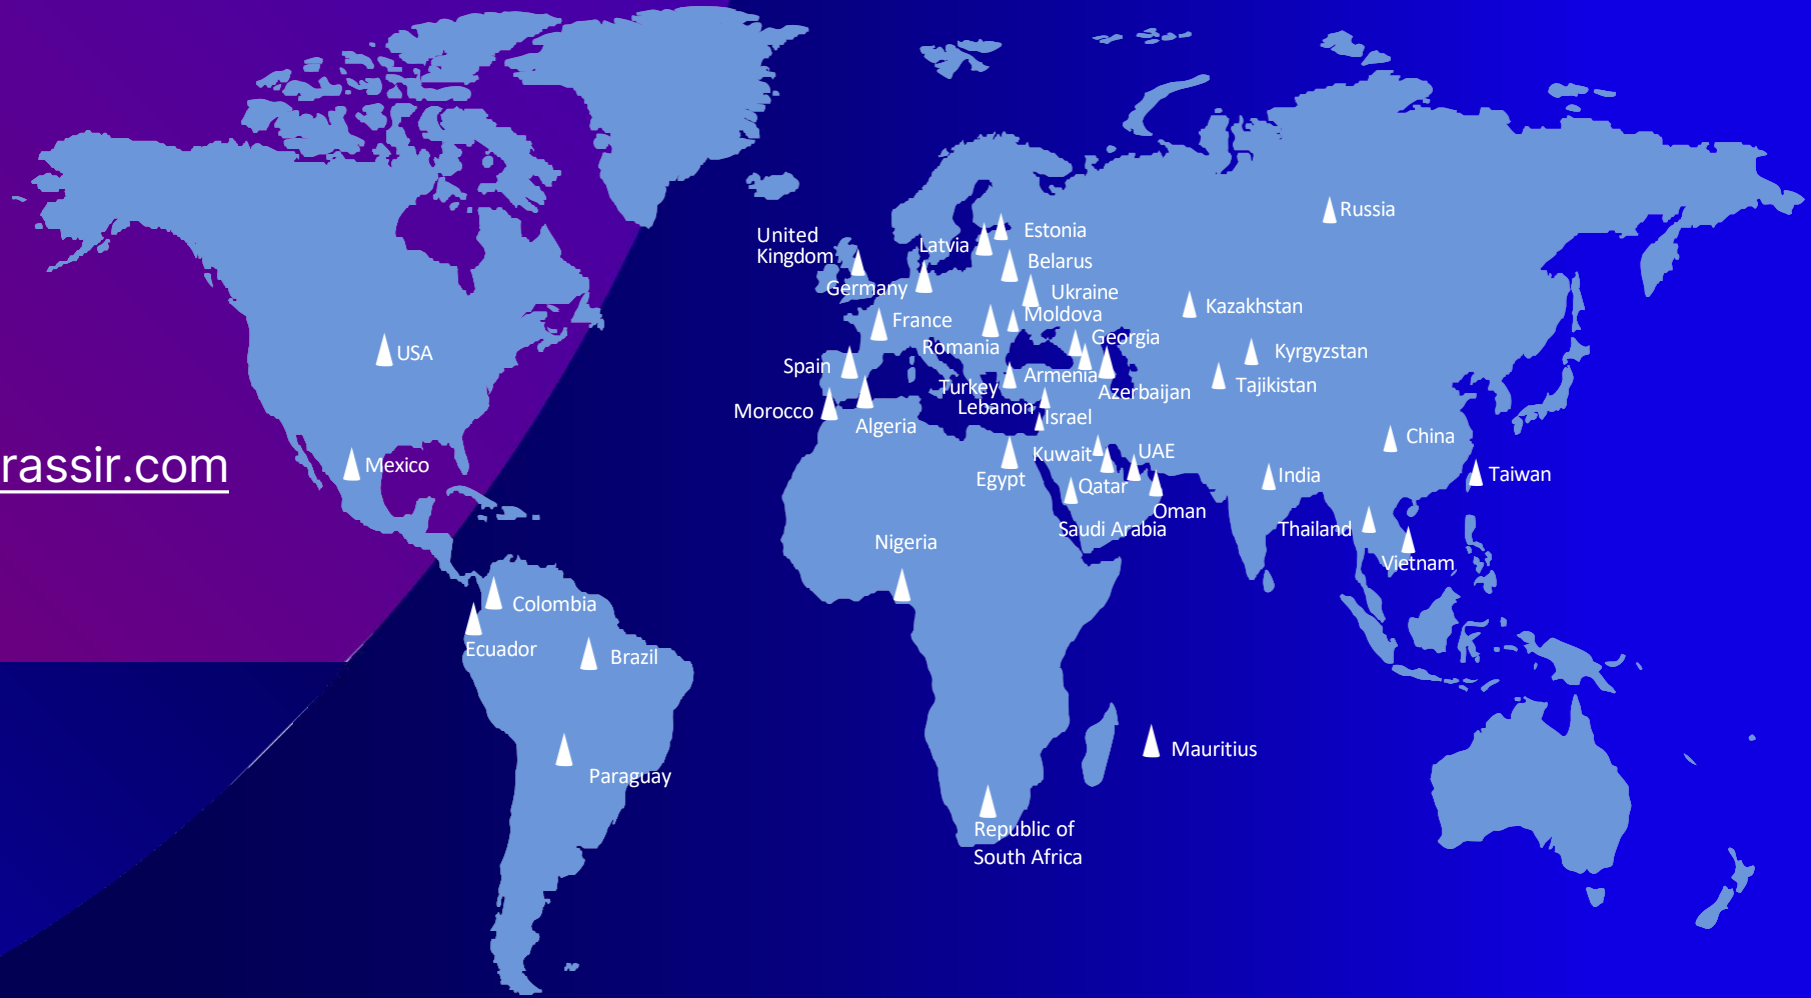 rassir.com
United
Kingdom
Latvia
Estonia
Russia
Belarus
Germany
Ukraine
Kazakhstan
France
Moldova
Georgia
Romania
USA
Kyrgyzstan
Spain
Armenia
Turkey
Tajikistan
Azerbaijan
Lebanon
Morocco
Israel
Algeria
China
Kuwait
UAE
Mexico
India
Taiwan
Egypt
Qatar
Oman
Saudi Arabia
Thailand
Nigeria
Vietnam
Colombia
Ecuador
Brazil
Mauritius
Paraguay
Republic of
South Africa